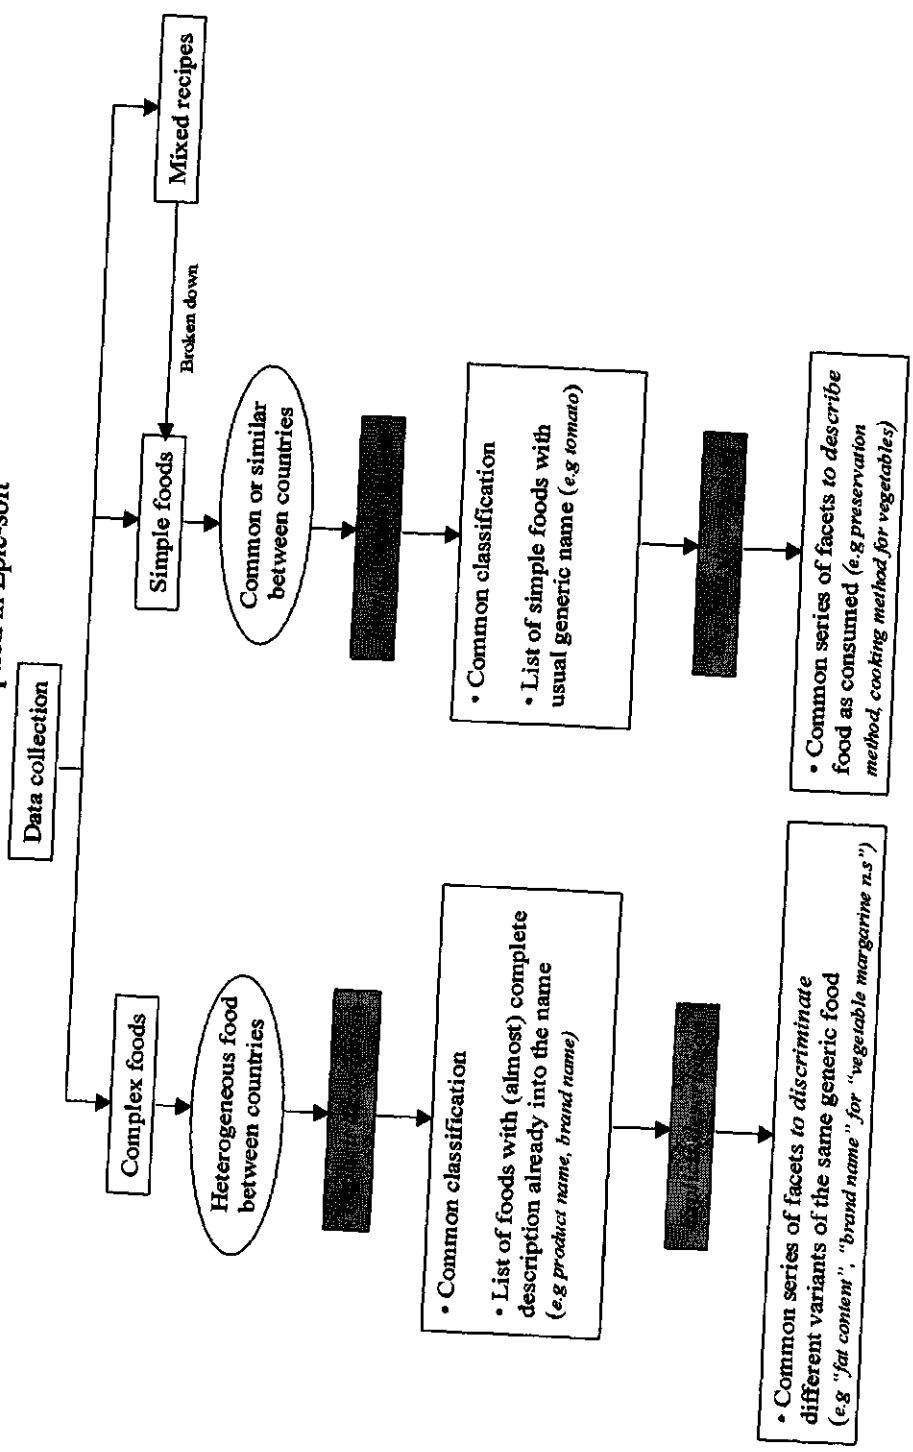 Epic-soft
Data collection
Complex foods
Simple foods
Mixed recipes
Broken down
Heterogeneous food
between countries
Common or similar
between countries
• Common classification
• List of foods with (almost) complete
description already into the name
(e.g product name, brand name)
• Common classification
• List of simple foods with
usual generic name (e.g tomato)
• Common series of facets to discriminate
different variants of the same generic food
(e.g "fat content", "brand name" for "vegetable margarine n.s")
• Common series of facets to describe
food as consumed (e.g preservation
method, cooking method for vegetables)